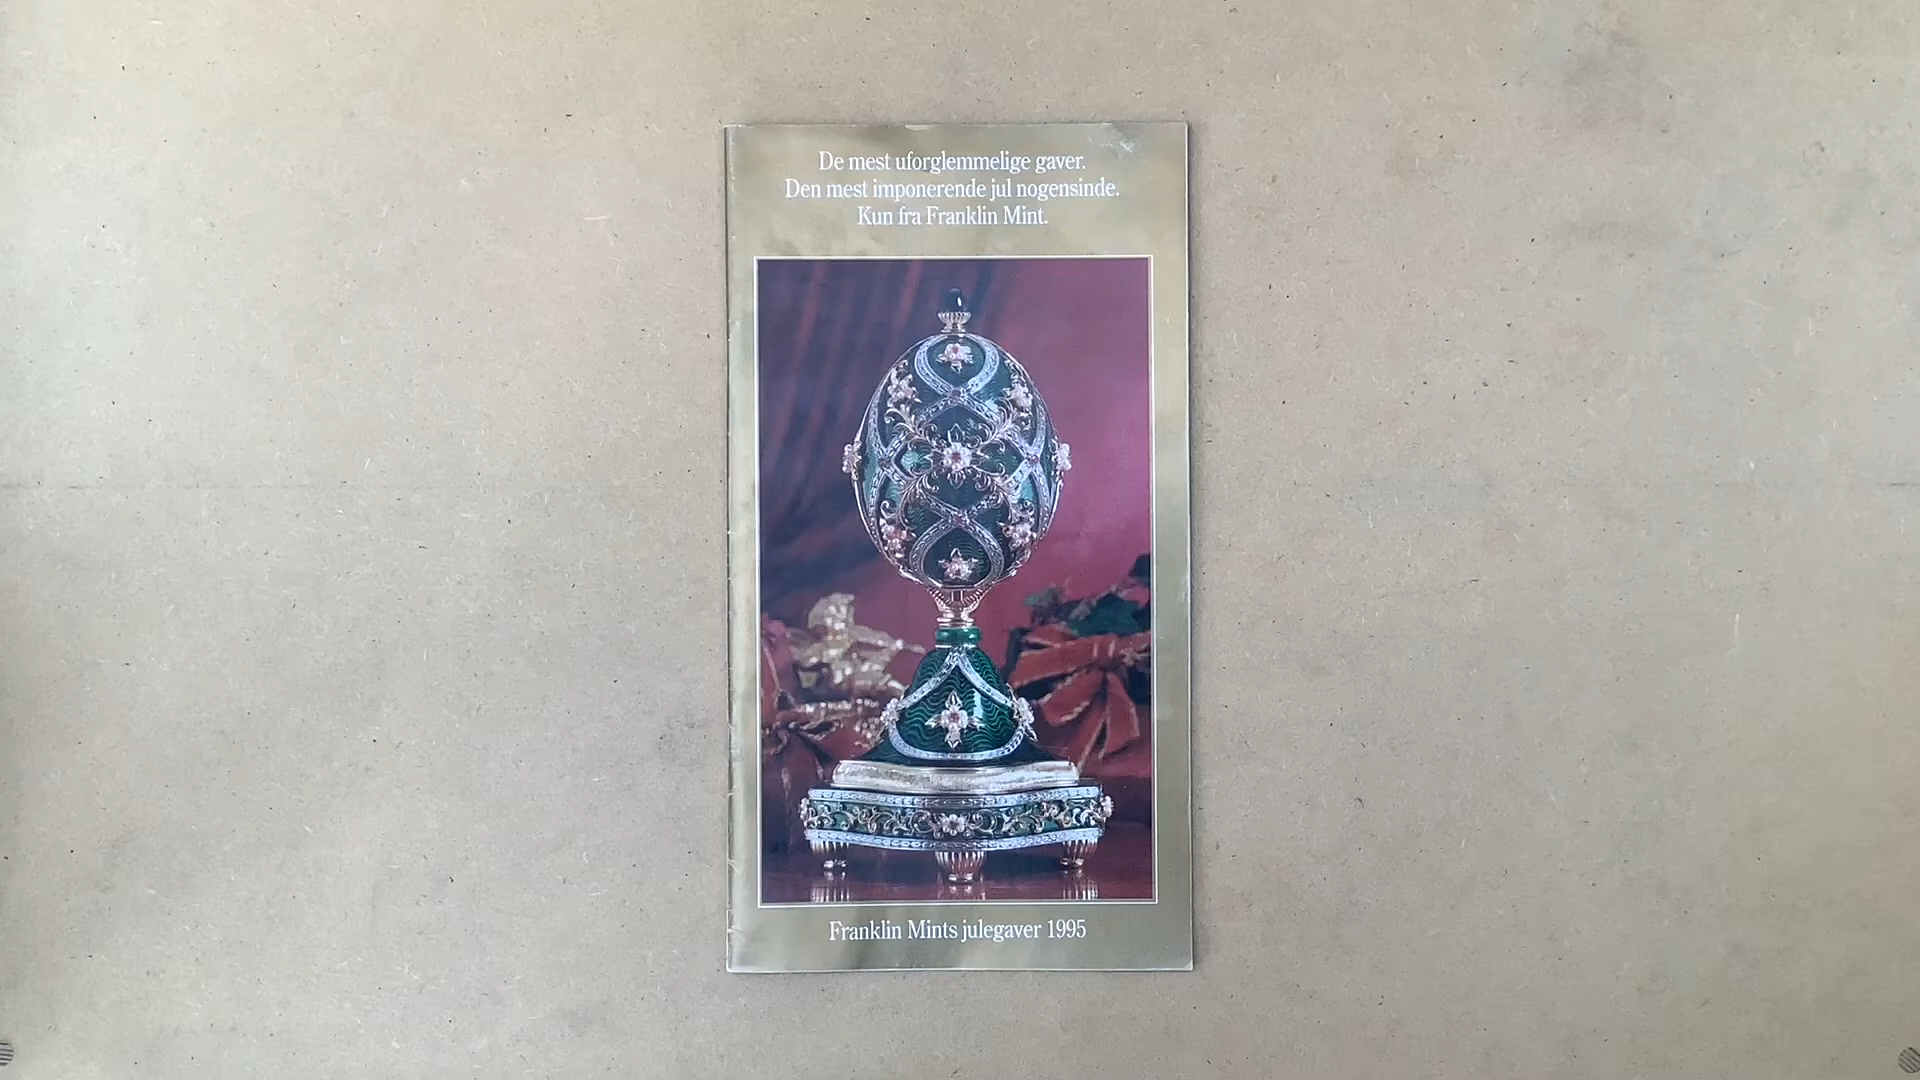 De mest uforglemmelige gaver.
Den mest imponerende jul nogensinde.
Kun fra Franklin Mint.
Franklin Mints julegaver 1995